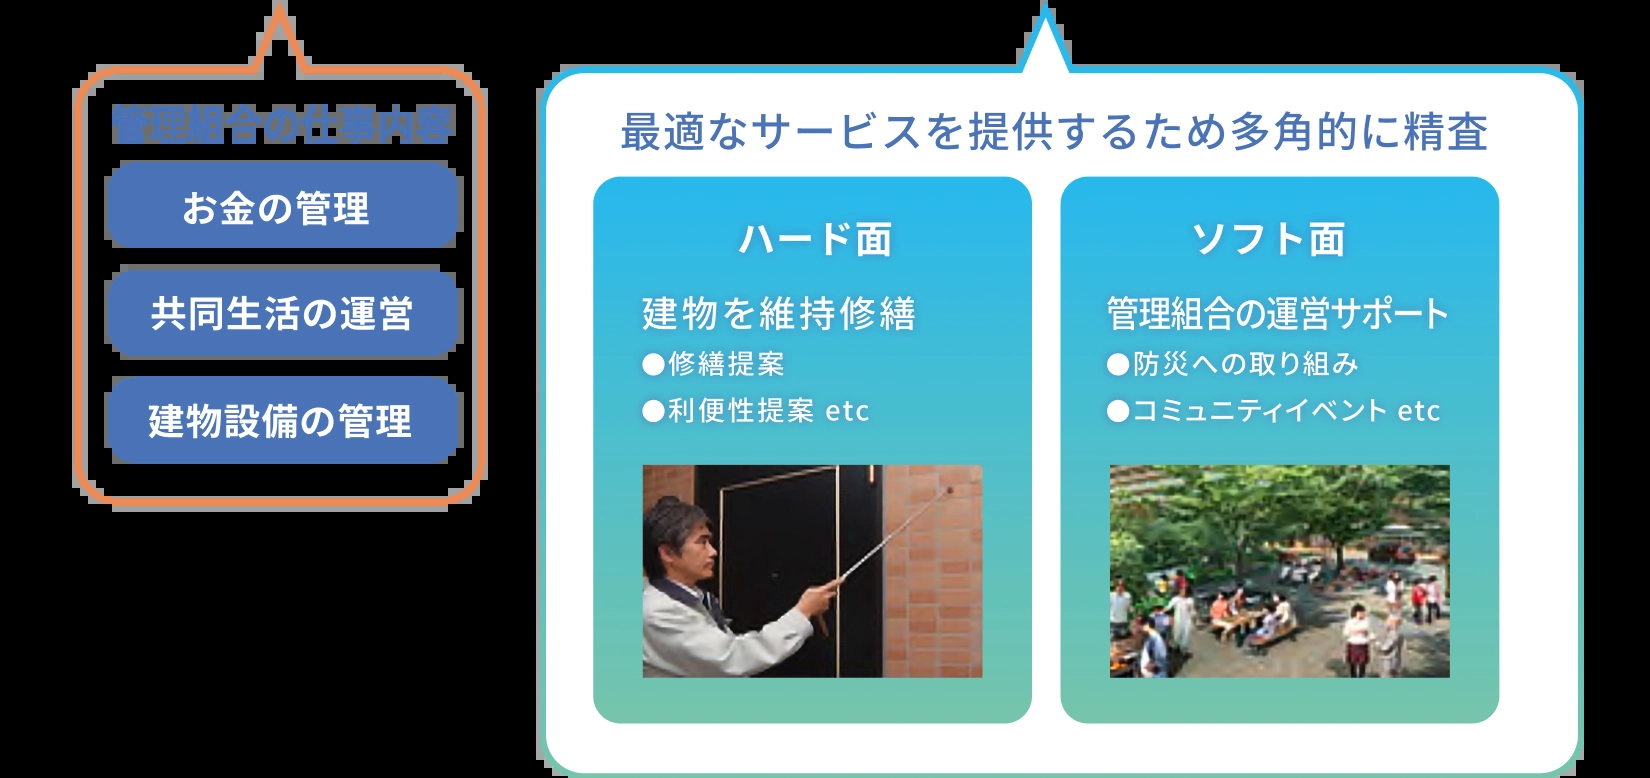 管理組合の仕事内容
お金の管理
共同生活の運営
建物設備の管理
最適なサービスを提供するため多角的に精査
ハード面
建物を維持修繕
●修繕提案
●利便性提案 etc
ソフト面
管理組合の運営サポート
●防災への取り組み
●コミュニティイベント etc